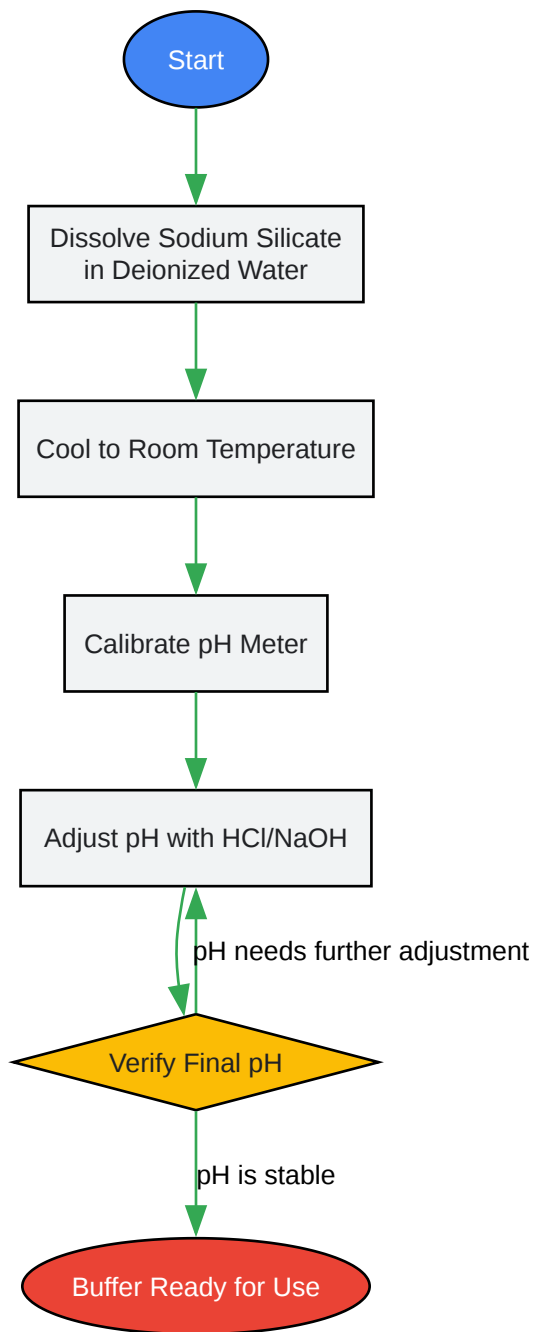 Start
Dissolve Sodium Silicate
in Deionized Water
Cool to Room Temperature
Calibrate pH Meter
Adjust pH with HCl/NaOH
pH needs further adjustment
Verify Final pH
pH is stable
Buffer Ready for Use